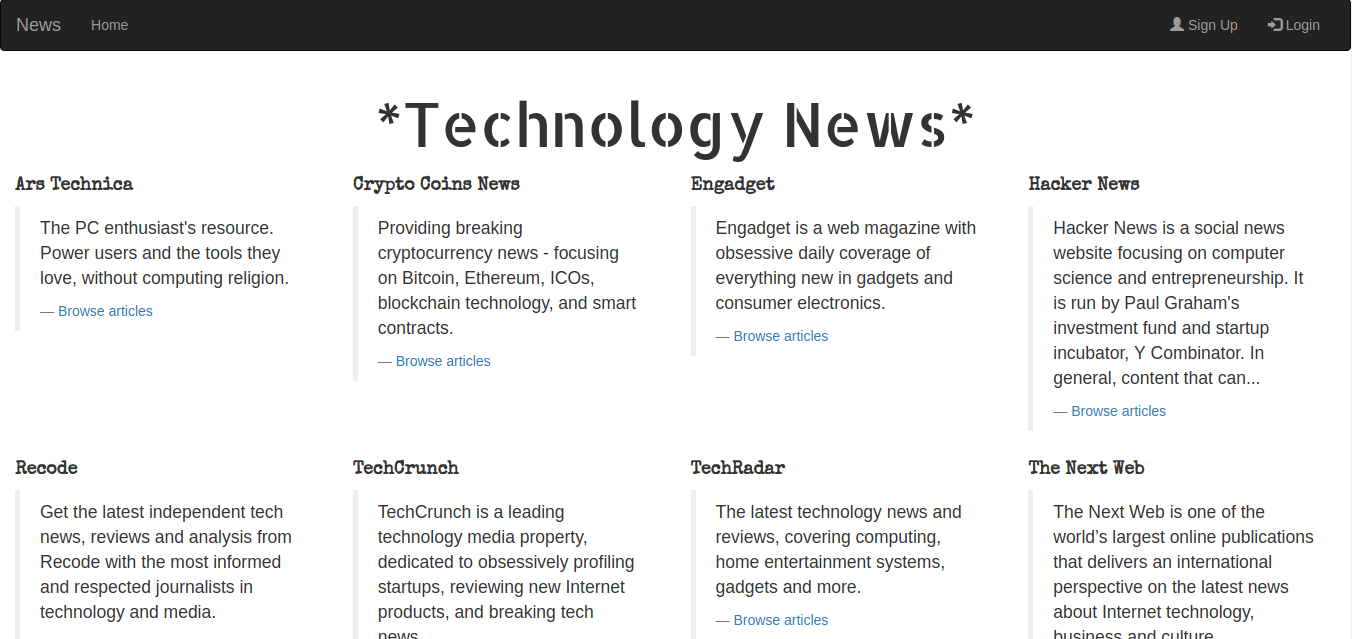 News Home Sign Up Login
*Technology News*
Ars Technica
The PC enthusiast's resource.
Power users and the tools they
love, without computing religion.
— Browse articles
Crypto Coins News
Providing breaking
cryptocurrency news - focusing
on Bitcoin, Ethereum, ICOs,
blockchain technology, and smart
contracts.
— Browse articles
Engadget
Engadget is a web magazine with
obsessive daily coverage of
everything new in gadgets and
consumer electronics.
— Browse articles
Hacker News
Hacker News is a social news
website focusing on computer
science and entrepreneurship. It
is run by Paul Graham's
investment fund and startup
incubator, Y Combinator. In
general, content that can...
— Browse articles
Recode
Get the latest independent tech
news, reviews and analysis from
Recode with the most informed
and respected journalists in
technology and media.
TechCrunch
TechCrunch is a leading
technology media property,
dedicated to obsessively profiling
startups, reviewing new Internet
products, and breaking tech
news.
TechRadar
The latest technology news and
reviews, covering computing,
home entertainment systems,
gadgets and more.
— Browse articles
The Next Web
The Next Web is one of the
world’s largest online publications
that delivers an international
perspective on the latest news
about Internet technology,
business and culture.